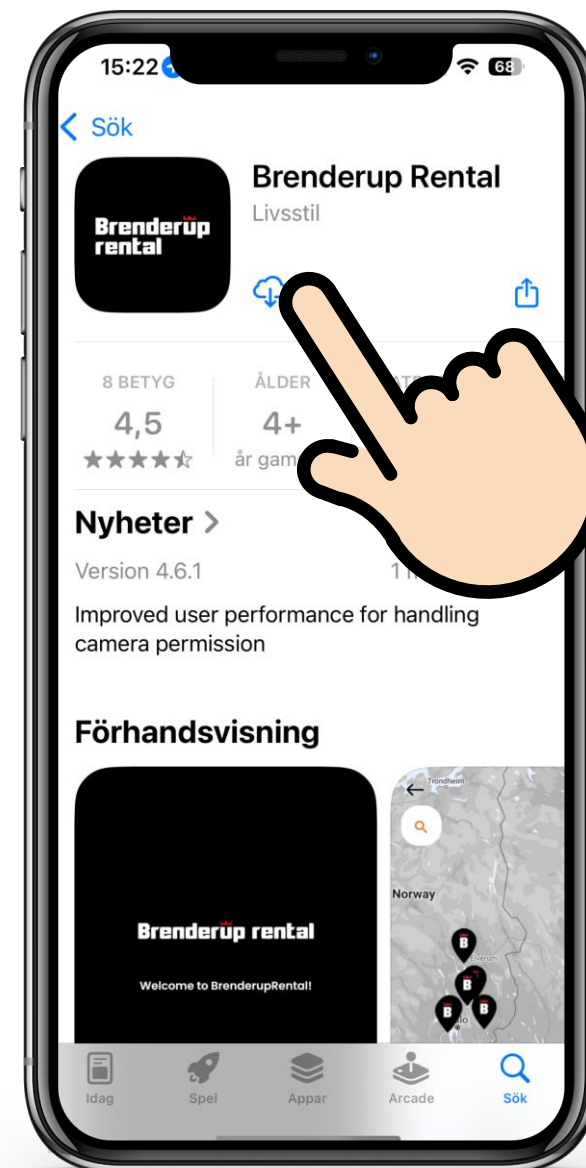 15:22
68
Sök
Brenderup
rental
Brenderup Rental
Livsstil
8 BETYG
ÅLDER
4,5
4+
år gam
Nyheter
Version 4.6.1
Improved user performance for handling
camera permission
Förhandsvisning
Brenderup rental
Welcome to BrenderupRental!
Trondheim
Norway
Elverum
B
B
B
B
Idag
Spel
Appar
Arcade
Sök